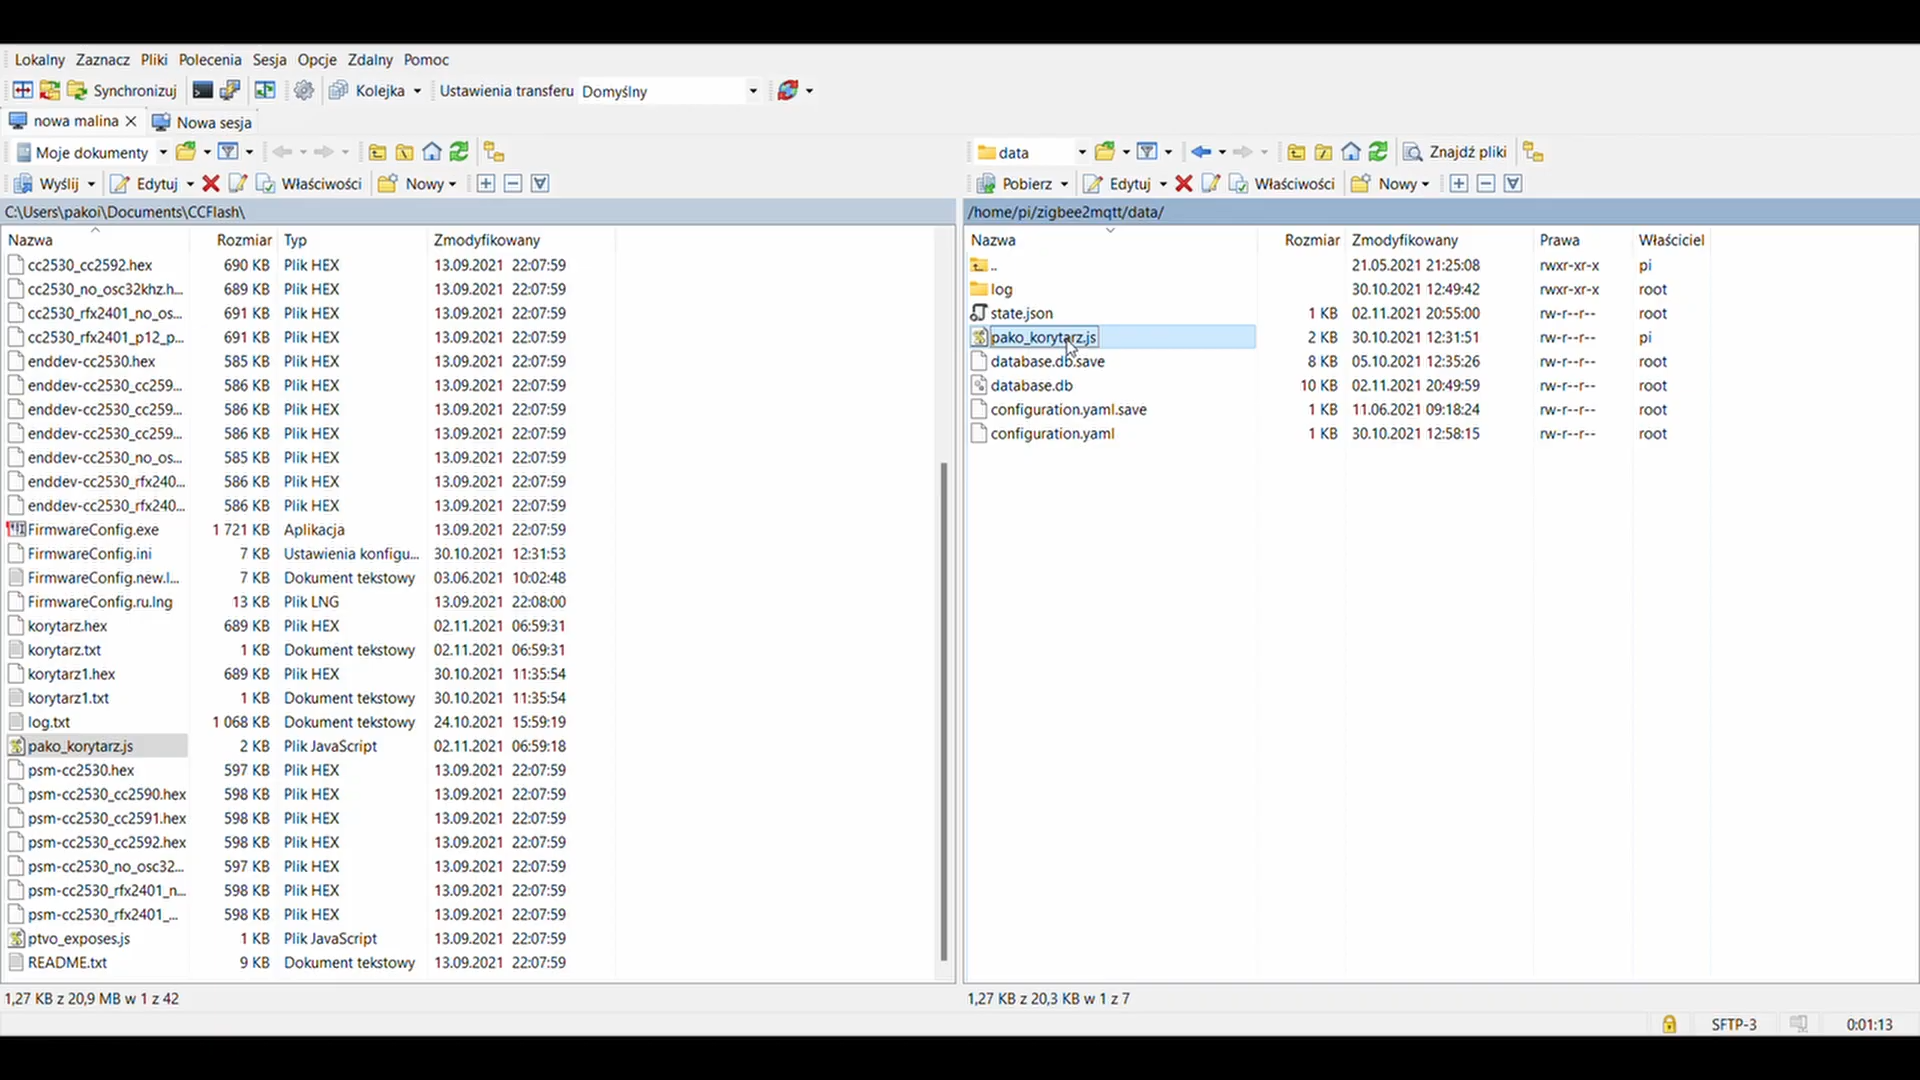 Lokalny Zaznacz Pliki Polecenia Sesja Opcje Zdalny Pomoc
Synchronizuj Kolejka Ustawienia transferu Domyślny
nowa malina Nowa sesja
Moje dokumenty
Wyślij Edytuj Właściwości Nowy
C:\Users\pakoi\Documents\CCFlash\
Nazwa Rozmiar Typ Zmodyfikowany
cc2530_cc2592.hex 690 KB Plik HEX 13.09.2021 22:07:59
cc2530_no_osc32khz.h... 689 KB Plik HEX 13.09.2021 22:07:59
cc2530_rfx2401_no_os... 691 KB Plik HEX 13.09.2021 22:07:59
cc2530_rfx2401_p12_p... 691 KB Plik HEX 13.09.2021 22:07:59
enddev-cc2530.hex 585 KB Plik HEX 13.09.2021 22:07:59
enddev-cc2530_cc259... 586 KB Plik HEX 13.09.2021 22:07:59
enddev-cc2530_cc259... 586 KB Plik HEX 13.09.2021 22:07:59
enddev-cc2530_cc259... 586 KB Plik HEX 13.09.2021 22:07:59
enddev-cc2530_no_os... 585 KB Plik HEX 13.09.2021 22:07:59
enddev-cc2530_rfx240... 586 KB Plik HEX 13.09.2021 22:07:59
enddev-cc2530_rfx240... 586 KB Plik HEX 13.09.2021 22:07:59
FirmwareConfig.exe 1 721 KB Aplikacja 13.09.2021 22:07:59
FirmwareConfig.ini 7 KB Ustawienia konfigu... 30.10.2021 12:31:53
FirmwareConfig.new.l... 7 KB Dokument tekstowy 03.06.2021 10:02:48
FirmwareConfig.ru.lng 13 KB Plik LNG 13.09.2021 22:08:00
korytarz.hex 689 KB Plik HEX 02.11.2021 06:59:31
korytarz.txt 1 KB Dokument tekstowy 02.11.2021 06:59:31
korytarz1.hex 689 KB Plik HEX 30.10.2021 11:35:54
korytarz1.txt 1 KB Dokument tekstowy 30.10.2021 11:35:54
log.txt 1 068 KB Dokument tekstowy 24.10.2021 15:59:19
pako_korytarz.js 2 KB Plik JavaScript 02.11.2021 06:59:18
psm-cc2530.hex 597 KB Plik HEX 13.09.2021 22:07:59
psm-cc2530_cc2590.hex 598 KB Plik HEX 13.09.2021 22:07:59
psm-cc2530_cc2591.hex 598 KB Plik HEX 13.09.2021 22:07:59
psm-cc2530_cc2592.hex 598 KB Plik HEX 13.09.2021 22:07:59
psm-cc2530_no_osc32... 597 KB Plik HEX 13.09.2021 22:07:59
psm-cc2530_rfx2401_n... 598 KB Plik HEX 13.09.2021 22:07:59
psm-cc2530_rfx2401_... 598 KB Plik HEX 13.09.2021 22:07:59
ptvo_exposes.js 1 KB Plik JavaScript 13.09.2021 22:07:59
README.txt 9 KB Dokument tekstowy 13.09.2021 22:07:59
1,27 KB z 20,9 MB w 1 z 42
data Znajdź pliki
Pobierz Edytuj Właściwości Nowy
/home/pi/zigbee2mqtt/data/
Nazwa Rozmiar Zmodyfikowany Prawa Właściciel
.. 21.05.2021 21:25:08 rwxr-xr-x pi
log 30.10.2021 12:49:42 rwxr-xr-x root
state.json 1 KB 02.11.2021 20:55:00 rw-r--r-- root
pako_korytarz.js 2 KB 30.10.2021 12:31:51 rw-r--r-- pi
database.db.save 8 KB 05.10.2021 12:35:26 rw-r--r-- root
database.db 10 KB 02.11.2021 20:49:59 rw-r--r-- root
configuration.yaml.save 1 KB 11.06.2021 09:18:24 rw-r--r-- root
configuration.yaml 1 KB 30.10.2021 12:58:15 rw-r--r-- root
1,27 KB z 20,3 KB w 1 z 7
SFTP-3 0:01:13